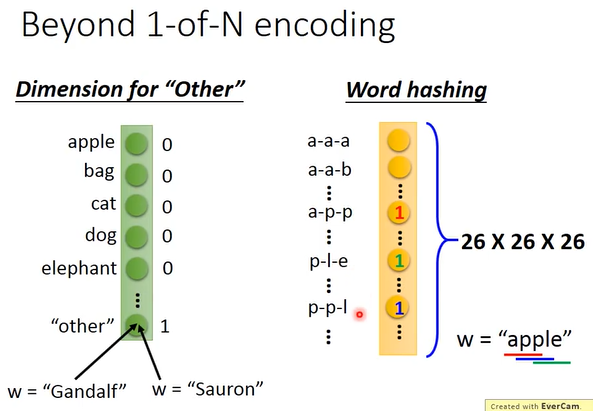 Beyond 1-of-N encoding
Dimension for “Other”
apple 0
bag 0
cat 0
dog 0
elephant 0
“other” 1
w = “Gandalf” w = “Sauron”
Word hashing
a-a-a
a-a-b
a-p-p 1
p-l-e 1
p-p-l 1
26 X 26 X 26
w = “apple”
Created with EverCam.